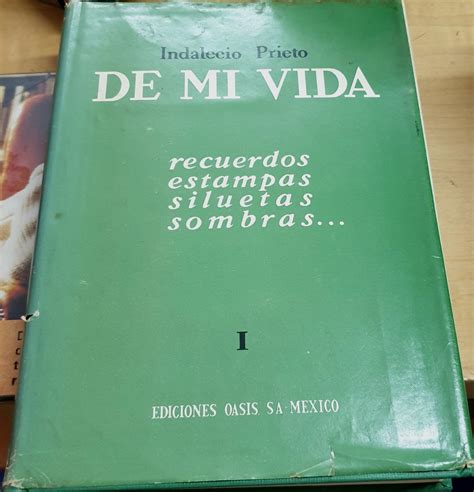 Indalecio Prieto
DE MI VIDA
recuerdos
estampas
siluetas
sombras...
I
EDICIONES OASIS SA-MEXICO